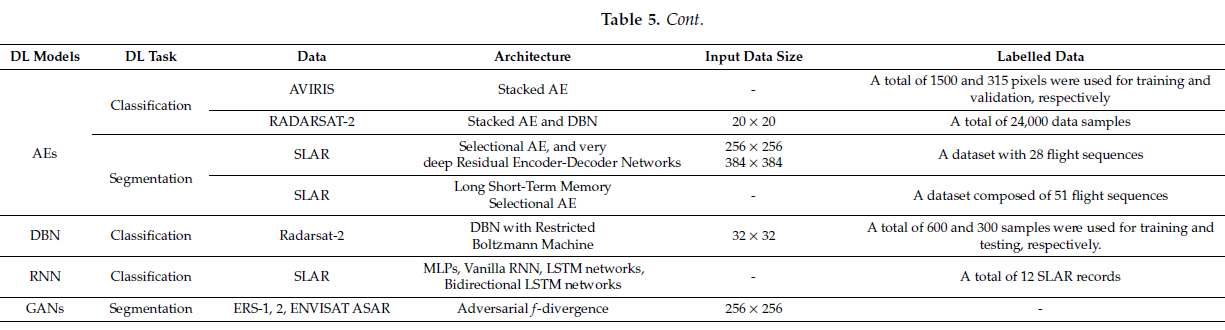 Table 5. Cont.
DL Models DL Task Data Architecture Input Data Size Labelled Data
AEs
Classification
AVIRIS Stacked AE - A total of 1500 and 315 pixels were used for training and
validation, respectively
RADARSAT-2 Stacked AE and DBN 20 × 20 A total of 24,000 data samples
Segmentation
SLAR Selectional AE, and very 256 × 256 A dataset with 28 flight sequences
deep Residual Encoder-Decoder Networks 384 × 384
SLAR Long Short-Term Memory - A dataset composed of 51 flight sequences
Selectional AE
DBN Classification Radarsat-2 DBN with Restricted 32 × 32 A total of 600 and 300 samples were used for training and
Boltzmann Machine testing, respectively.
RNN Classification SLAR MLPs, Vanilla RNN, LSTM networks, - A total of 12 SLAR records
Bidirectional LSTM networks
GANs Segmentation ERS-1, 2, ENVISAT ASAR Adversarial f-divergence 256 × 256 -